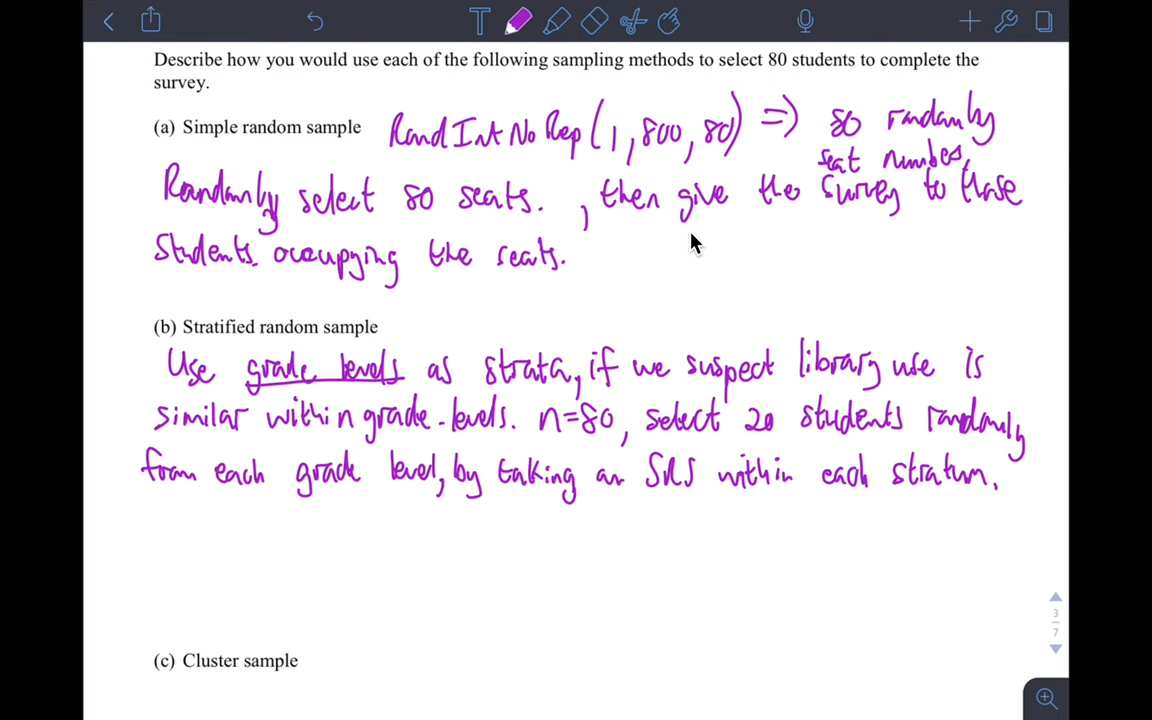 Describe how you would use each of the following sampling methods to select 80 students to complete the
survey.
(a) Simple random sample RandIntNoRep(1,800,80) => 80 randomly
seat numbers,
Randomly select 80 seats. , then give the survey to those
students occupying the seats.
(b) Stratified random sample
Use grade levels as strata, if we suspect library use is
similar within grade-levels. n=80, select 20 students randomly
from each grade level, by taking an SRS within each stratum.
(c) Cluster sample
3
7